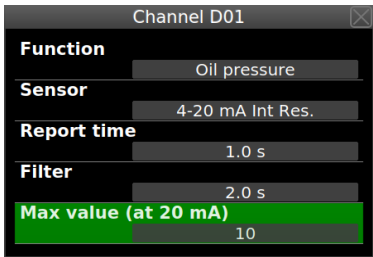 Channel D01
Function
Oil pressure
Sensor
4-20 mA Int Res.
Report time
1.0 s
Filter
2.0 s
Max value (at 20 mA)
10